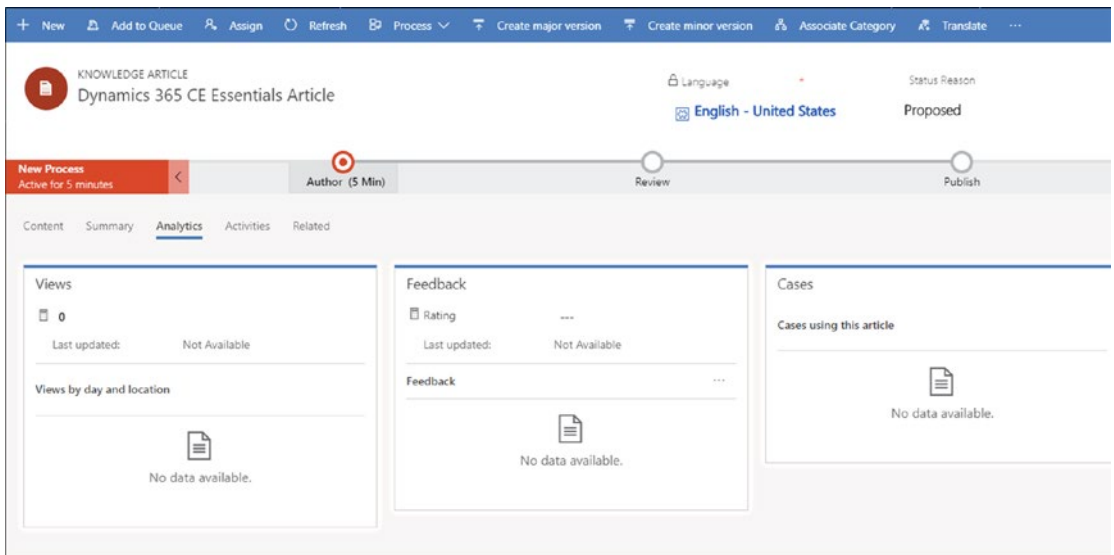 + New Add to Queue Assign Refresh Process Create major version Create minor version Associate Category Translate ...
KNOWLEDGE ARTICLE
Dynamics 365 CE Essentials Article
Language *
English - United States
Status Reason
Proposed
New Process
Active for 5 minutes
<
Author (5 Min)
Review
Publish
Content Summary Analytics Activities Related
Views
0
Last updated: Not Available
Views by day and location
No data available.
Feedback
Rating ---
Last updated: Not Available
Feedback ...
No data available.
Cases
Cases using this article
No data available.